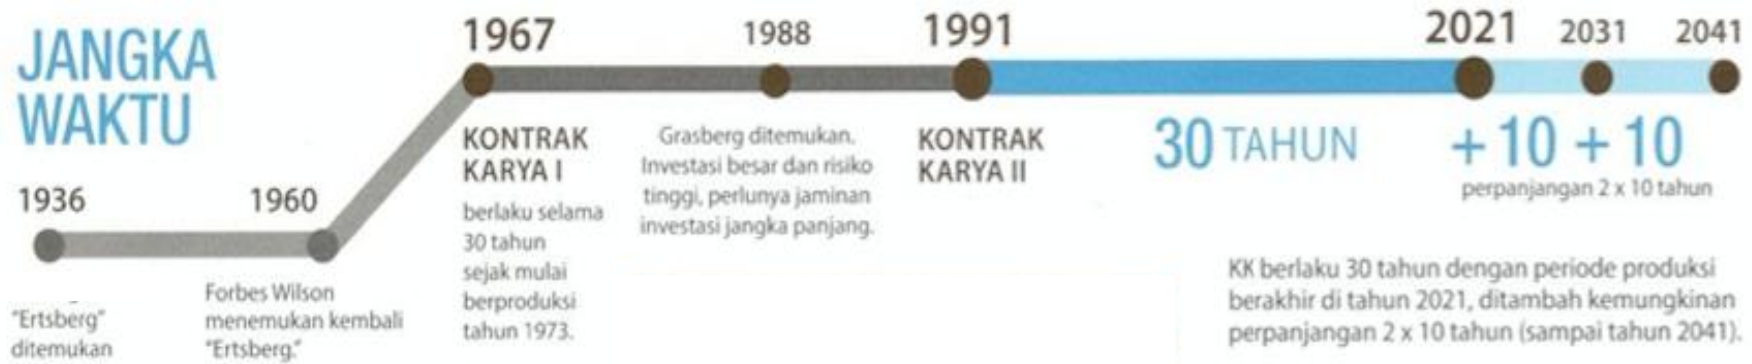 JANGKA
WAKTU
1936
"Ertsberg"
ditemukan
1960
Forbes Wilson
menemukan kembali
"Ertsberg."
1967
KONTRAK
KARYA I
berlaku selama
30 tahun
sejak mulai
berproduksi
tahun 1973.
1988
Grasberg ditemukan.
Investasi besar dan risiko
tinggi, perlunya jaminan
investasi jangka panjang.
1991
KONTRAK
KARYA II
30 TAHUN
2021
2031
2041
+10 +10
perpanjangan 2 x 10 tahun
KK berlaku 30 tahun dengan periode produksi
berakhir di tahun 2021, ditambah kemungkinan
perpanjangan 2 x 10 tahun (sampai tahun 2041).